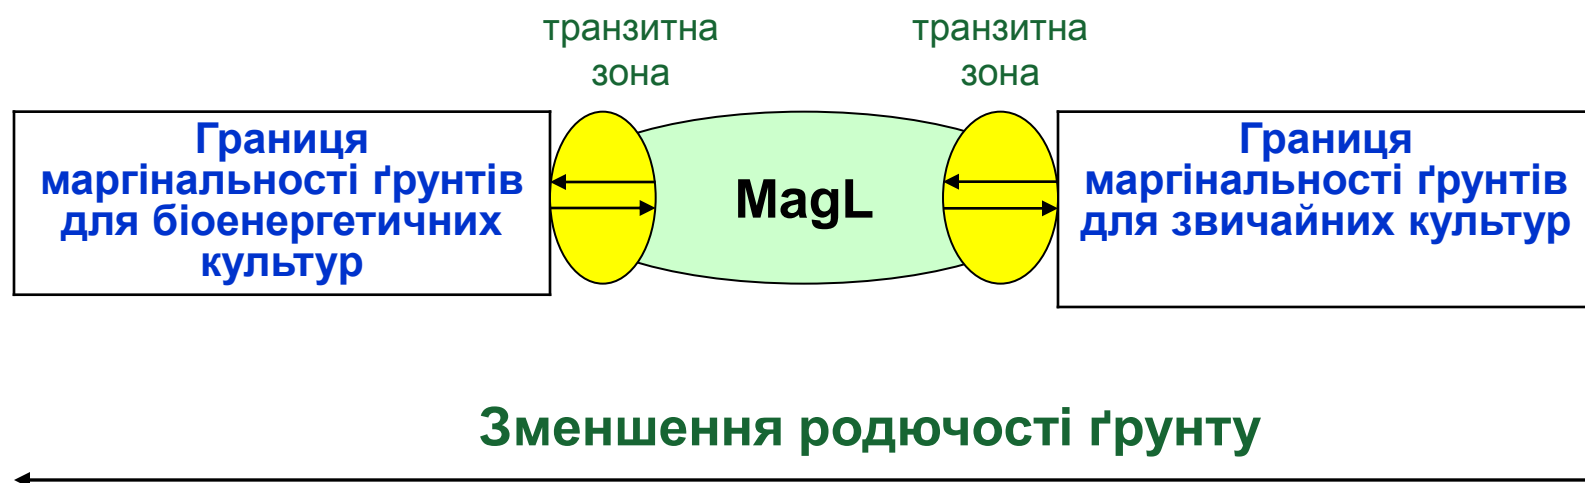 транзитна
зона
транзитна
зона
Границя
маргінальності ґрунтів
для біоенергетичних
культур
MagL
Границя
маргінальності ґрунтів
для звичайних культур
Зменшення родючості ґрунту